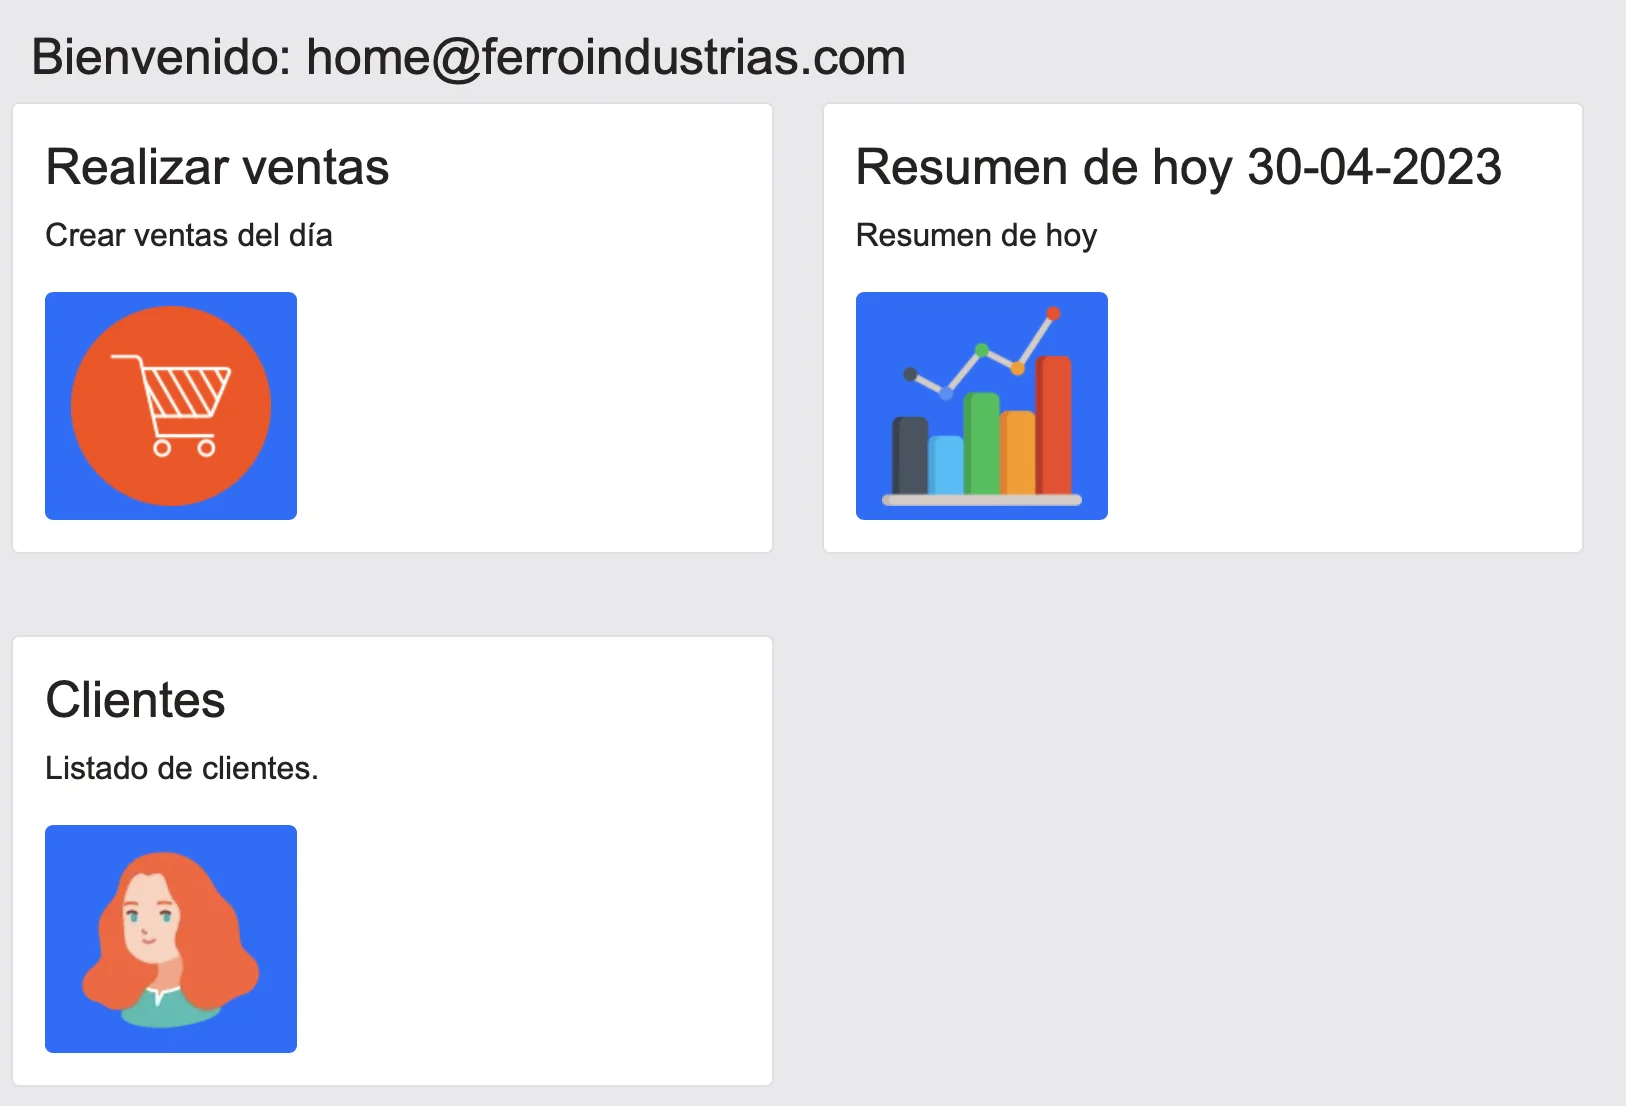 Bienvenido: home@ferroindustrias.com
Realizar ventas
Crear ventas del día
Resumen de hoy 30-04-2023
Resumen de hoy
Clientes
Listado de clientes.